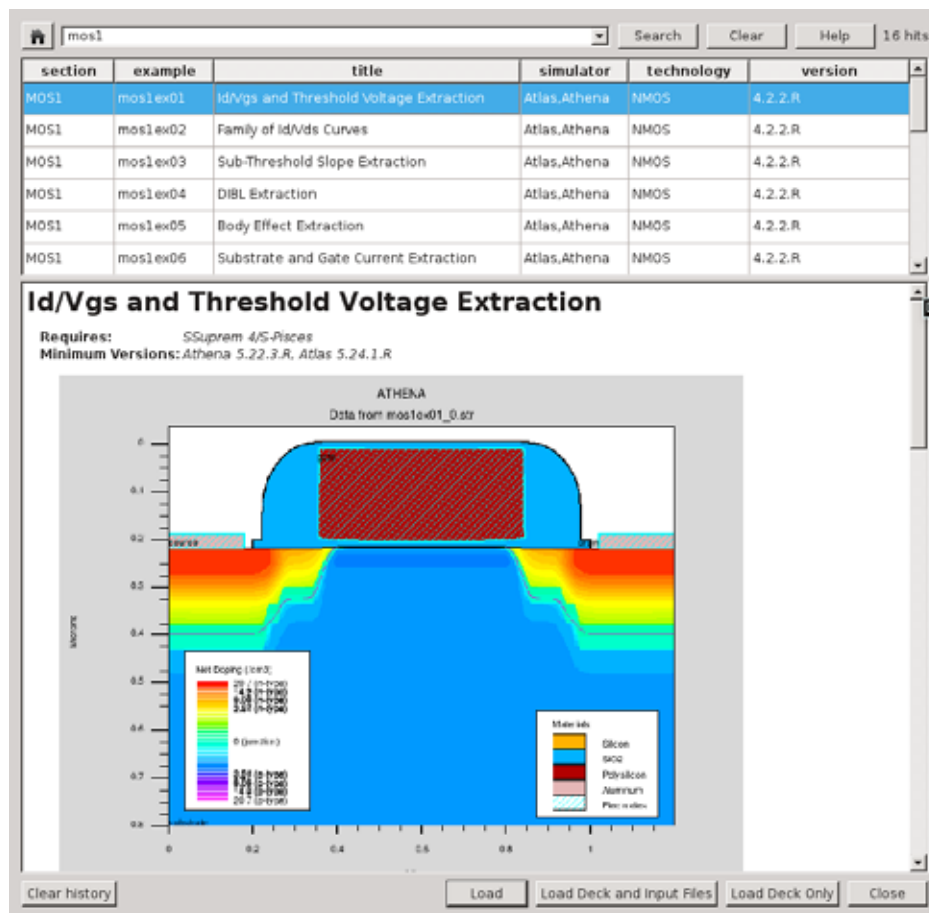 mos1 Search Clear Help 16 hits
section example title simulator technology version
MOS1 mos1ex01 Id/Vgs and Threshold Voltage Extraction Atlas,Athena NMOS 4.2.2.R
MOS1 mos1ex02 Family of Id/Vds Curves Atlas,Athena NMOS 4.2.2.R
MOS1 mos1ex03 Sub-Threshold Slope Extraction Atlas,Athena NMOS 4.2.2.R
MOS1 mos1ex04 DIBL Extraction Atlas,Athena NMOS 4.2.2.R
MOS1 mos1ex05 Body Effect Extraction Atlas,Athena NMOS 4.2.2.R
MOS1 mos1ex06 Substrate and Gate Current Extraction Atlas,Athena NMOS 4.2.2.R
Id/Vgs and Threshold Voltage Extraction
Requires: SSuprem 4/S-Pisces
Minimum Versions: Athena 5.22.3.R, Atlas 5.24.1.R
ATHENA
Data from mos1ex01_0.str
0
0.1
0.2
source
0.3
0.4
Microns
0.5
0.6
0.7
0.8
Net Doping (/cm3)
0 (junction)
Materials
Silicon
SiO2
Polysilicon
Aluminum
Electrodes
substrate
0 0.2 0.4 0.6 0.8 1
Clear history Load Load Deck and Input Files Load Deck Only Close